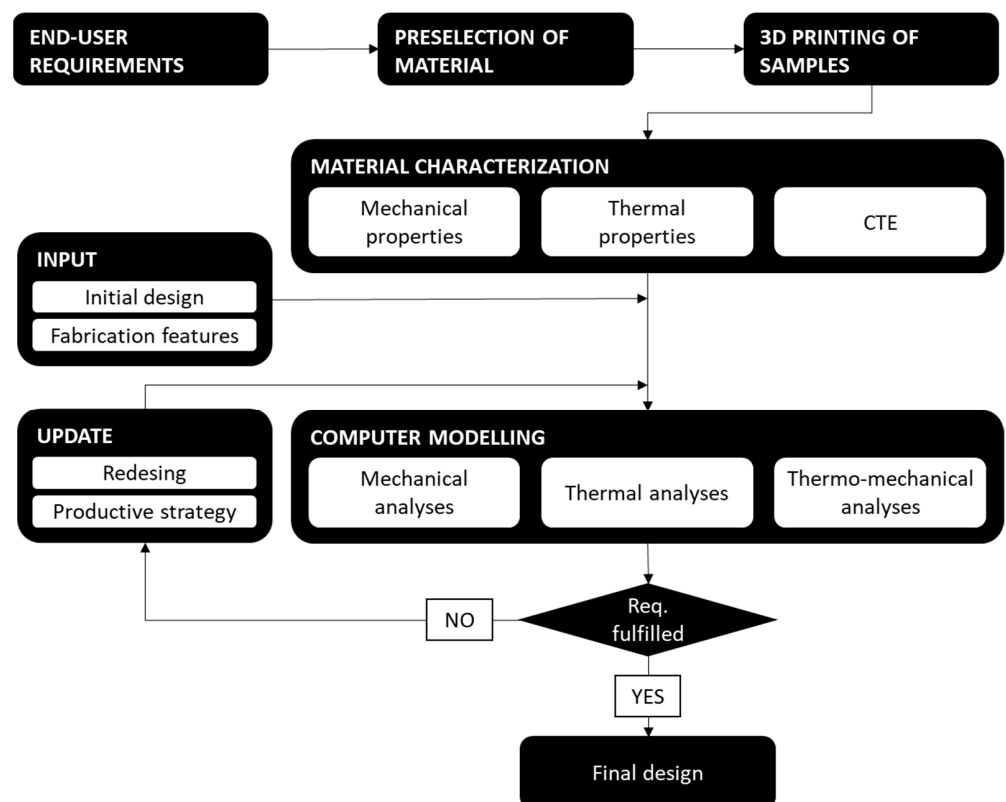 END-USER
REQUIREMENTS
PRESELECTION OF
MATERIAL
3D PRINTING OF
SAMPLES
MATERIAL CHARACTERIZATION
Mechanical
properties
Thermal
properties
CTE
INPUT
Initial design
Fabrication features
UPDATE
Redesing
Productive strategy
COMPUTER MODELLING
Mechanical
analyses
Thermal analyses
Thermo-mechanical
analyses
Req.
fulfilled
NO
YES
Final design